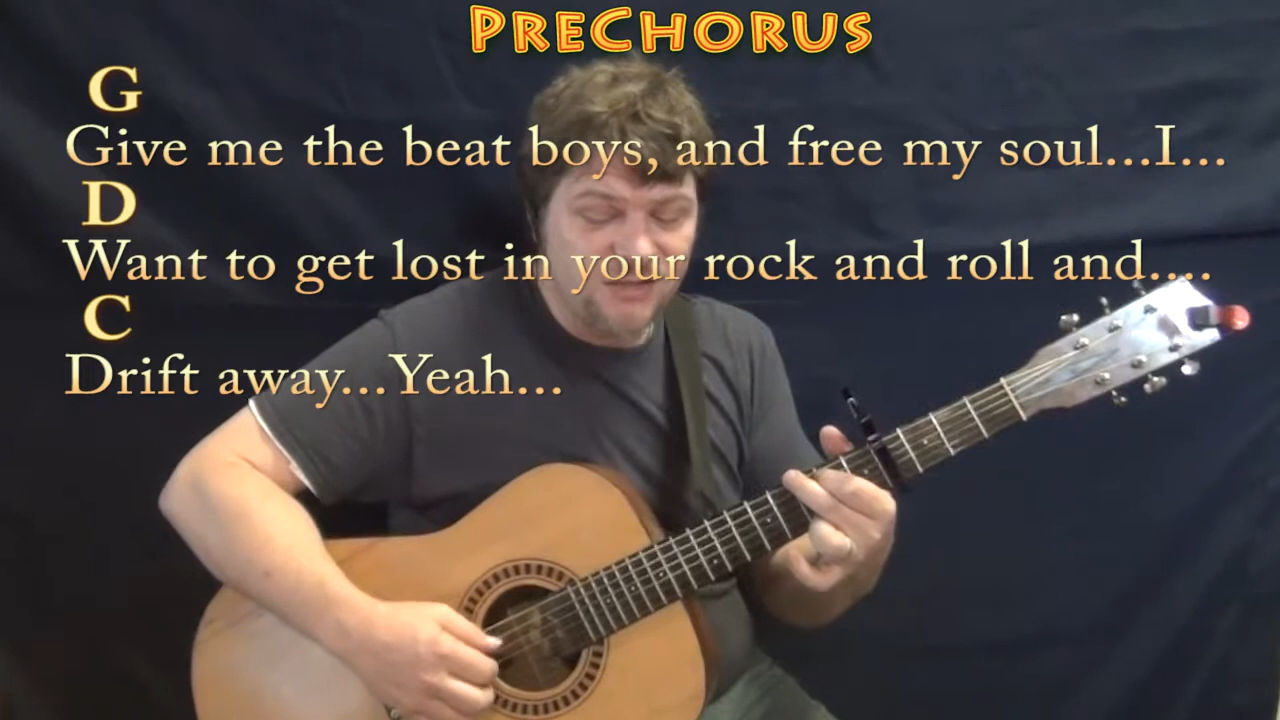 PreChorus
G
Give me the beat boys, and free my soul...I...
D
Want to get lost in your rock and roll and....
C
Drift away...Yeah...